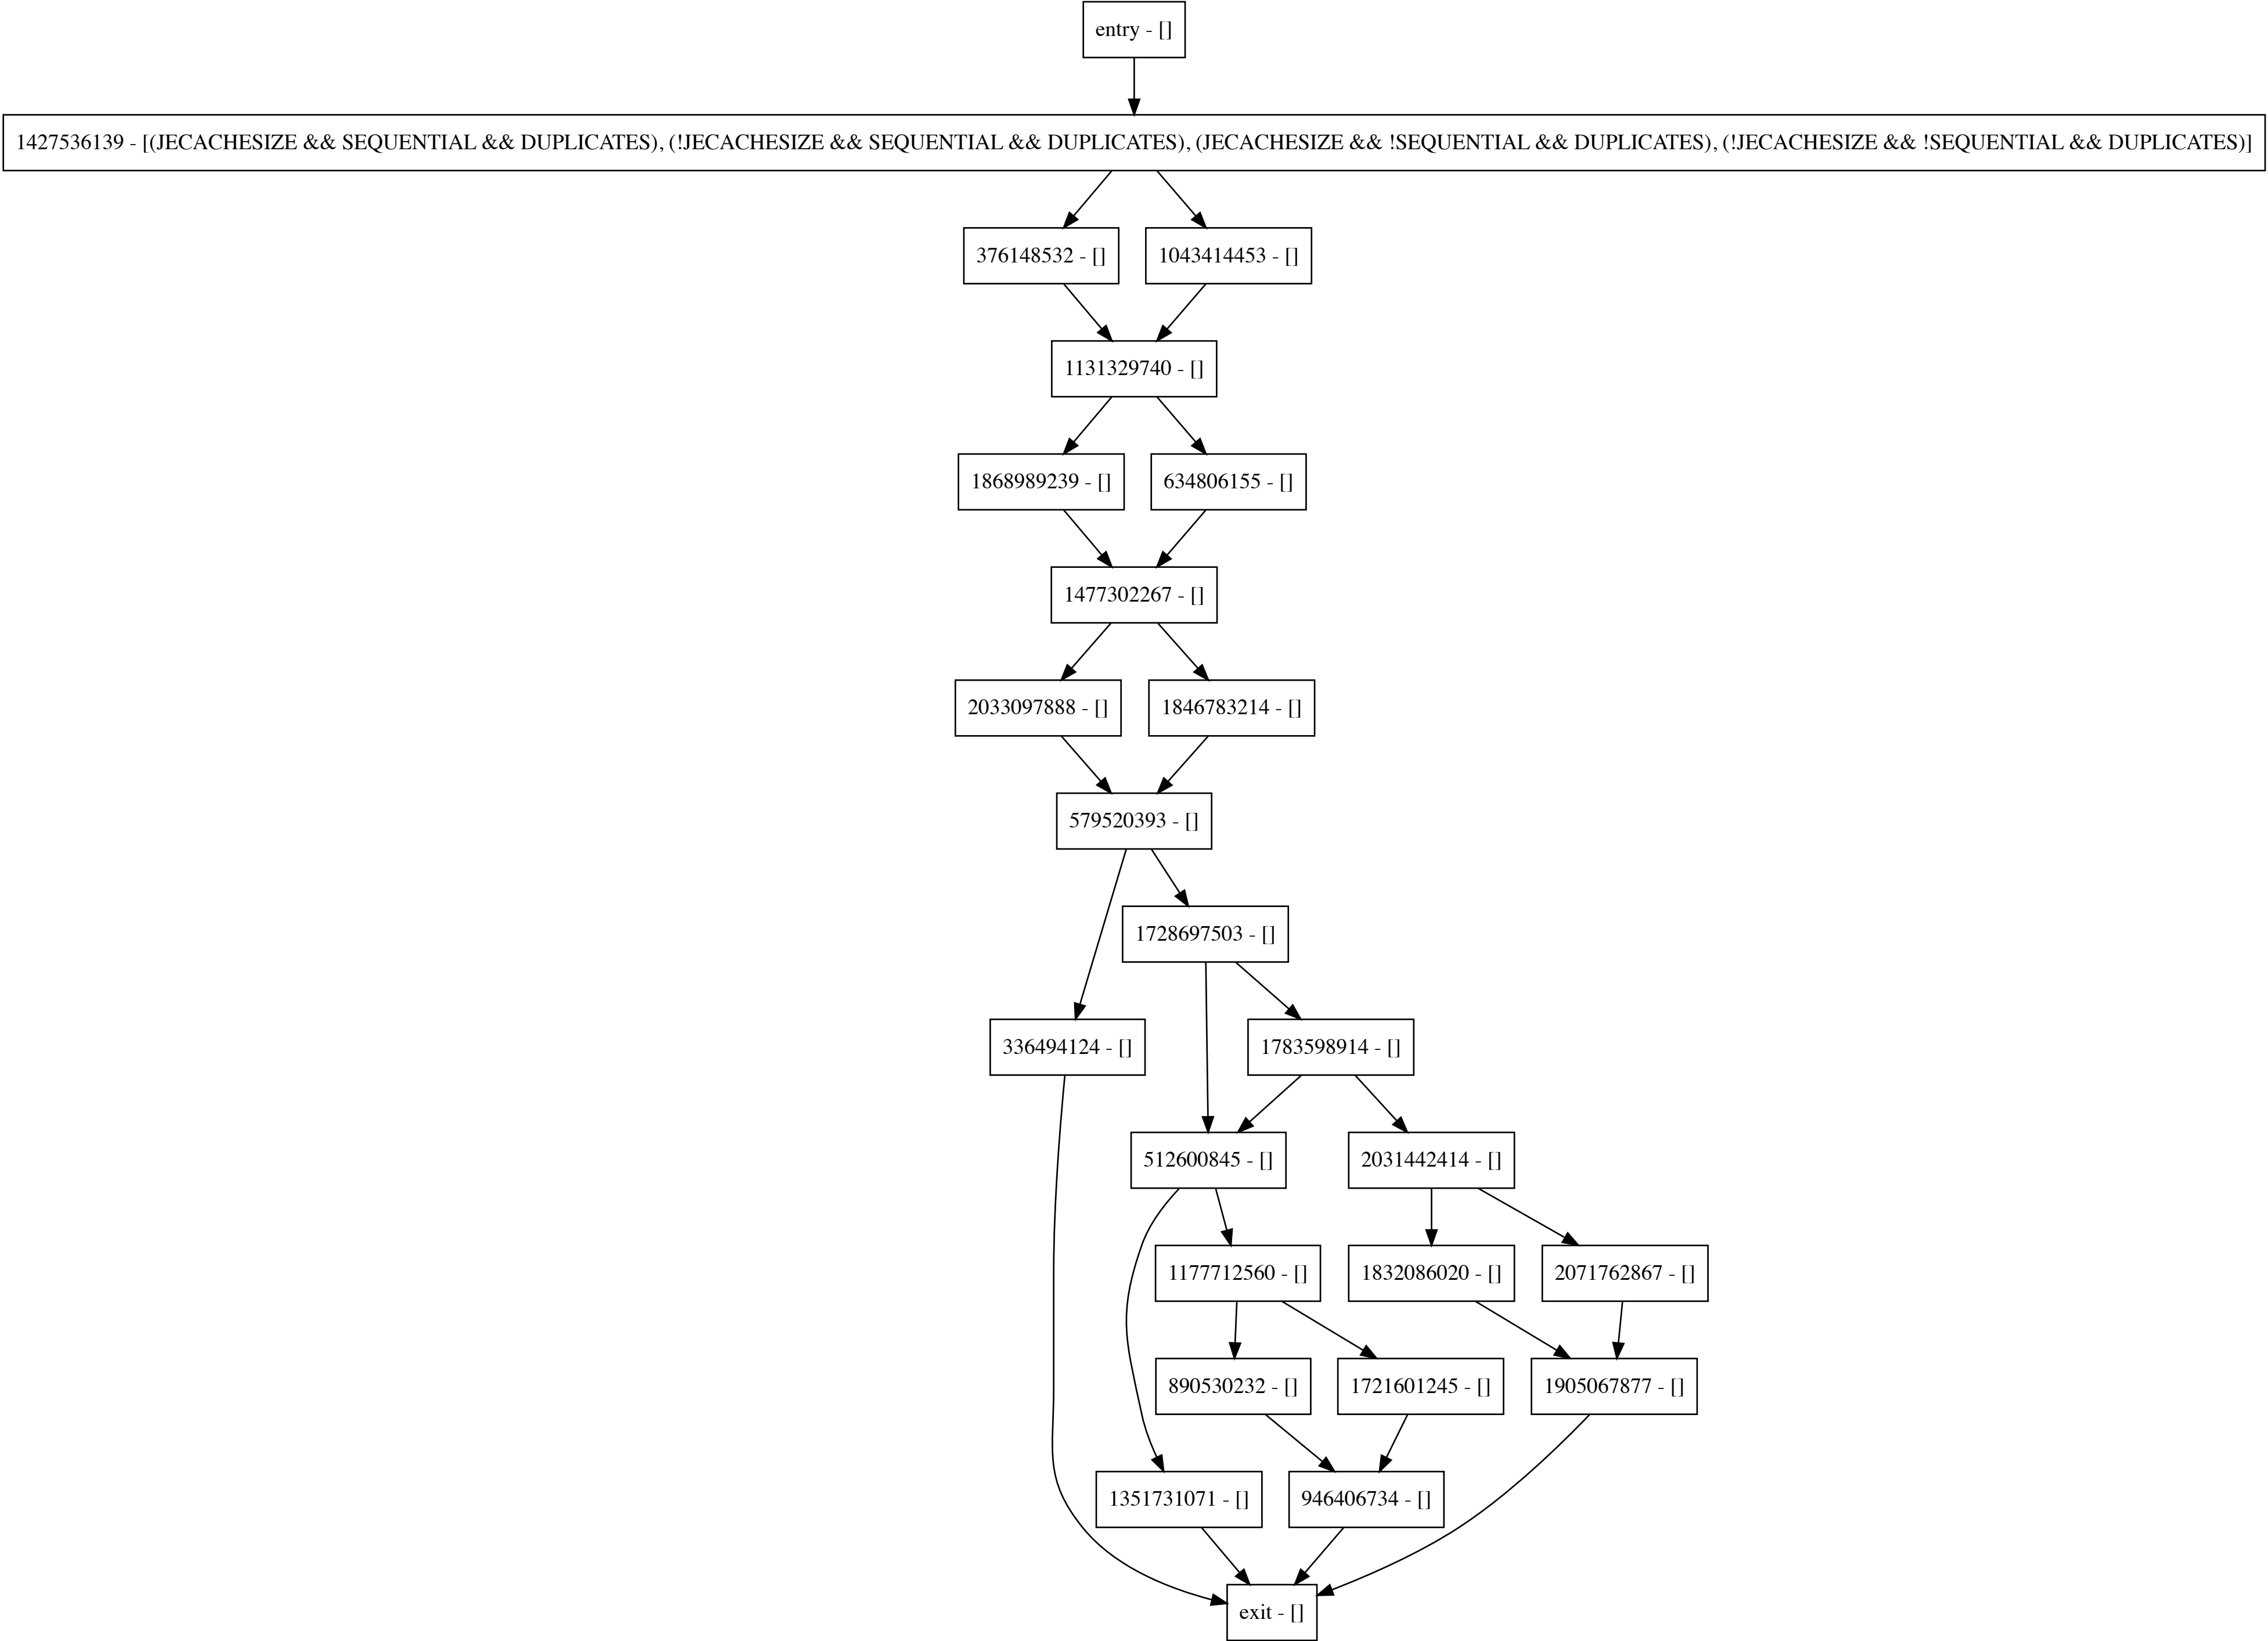 entry - []
1427536139 - [(JECACHESIZE && SEQUENTIAL && DUPLICATES), (!JECACHESIZE && SEQUENTIAL && DUPLICATES), (JECACHESIZE && !SEQUENTIAL && DUPLICATES), (!JECACHESIZE && !SEQUENTIAL && DUPLICATES)]
376148532 - []
1043414453 - []
1131329740 - []
1868989239 - []
634806155 - []
1477302267 - []
2033097888 - []
1846783214 - []
579520393 - []
1728697503 - []
336494124 - []
1783598914 - []
512600845 - []
2031442414 - []
1177712560 - []
1832086020 - []
2071762867 - []
890530232 - []
1721601245 - []
1905067877 - []
1351731071 - []
946406734 - []
exit - []